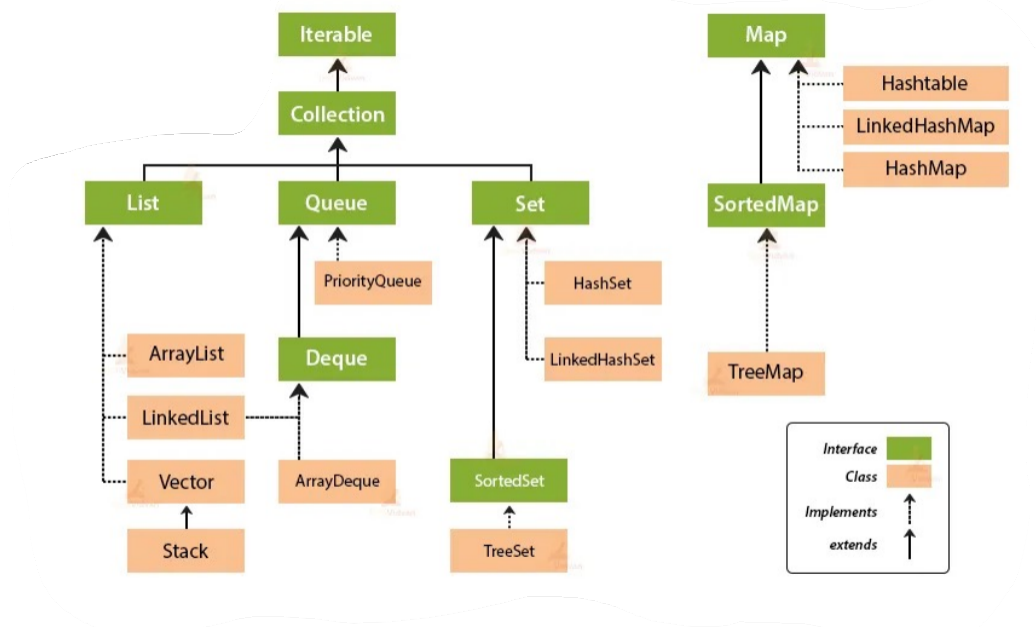 Iterable
Map
Collection
Hashtable
LinkedHashMap
HashMap
List
Queue
Set
SortedMap
PriorityQueue
HashSet
ArrayList
Deque
LinkedHashSet
TreeMap
LinkedList
Vector
ArrayDeque
SortedSet
Stack
TreeSet
Interface
Class
Implements
extends